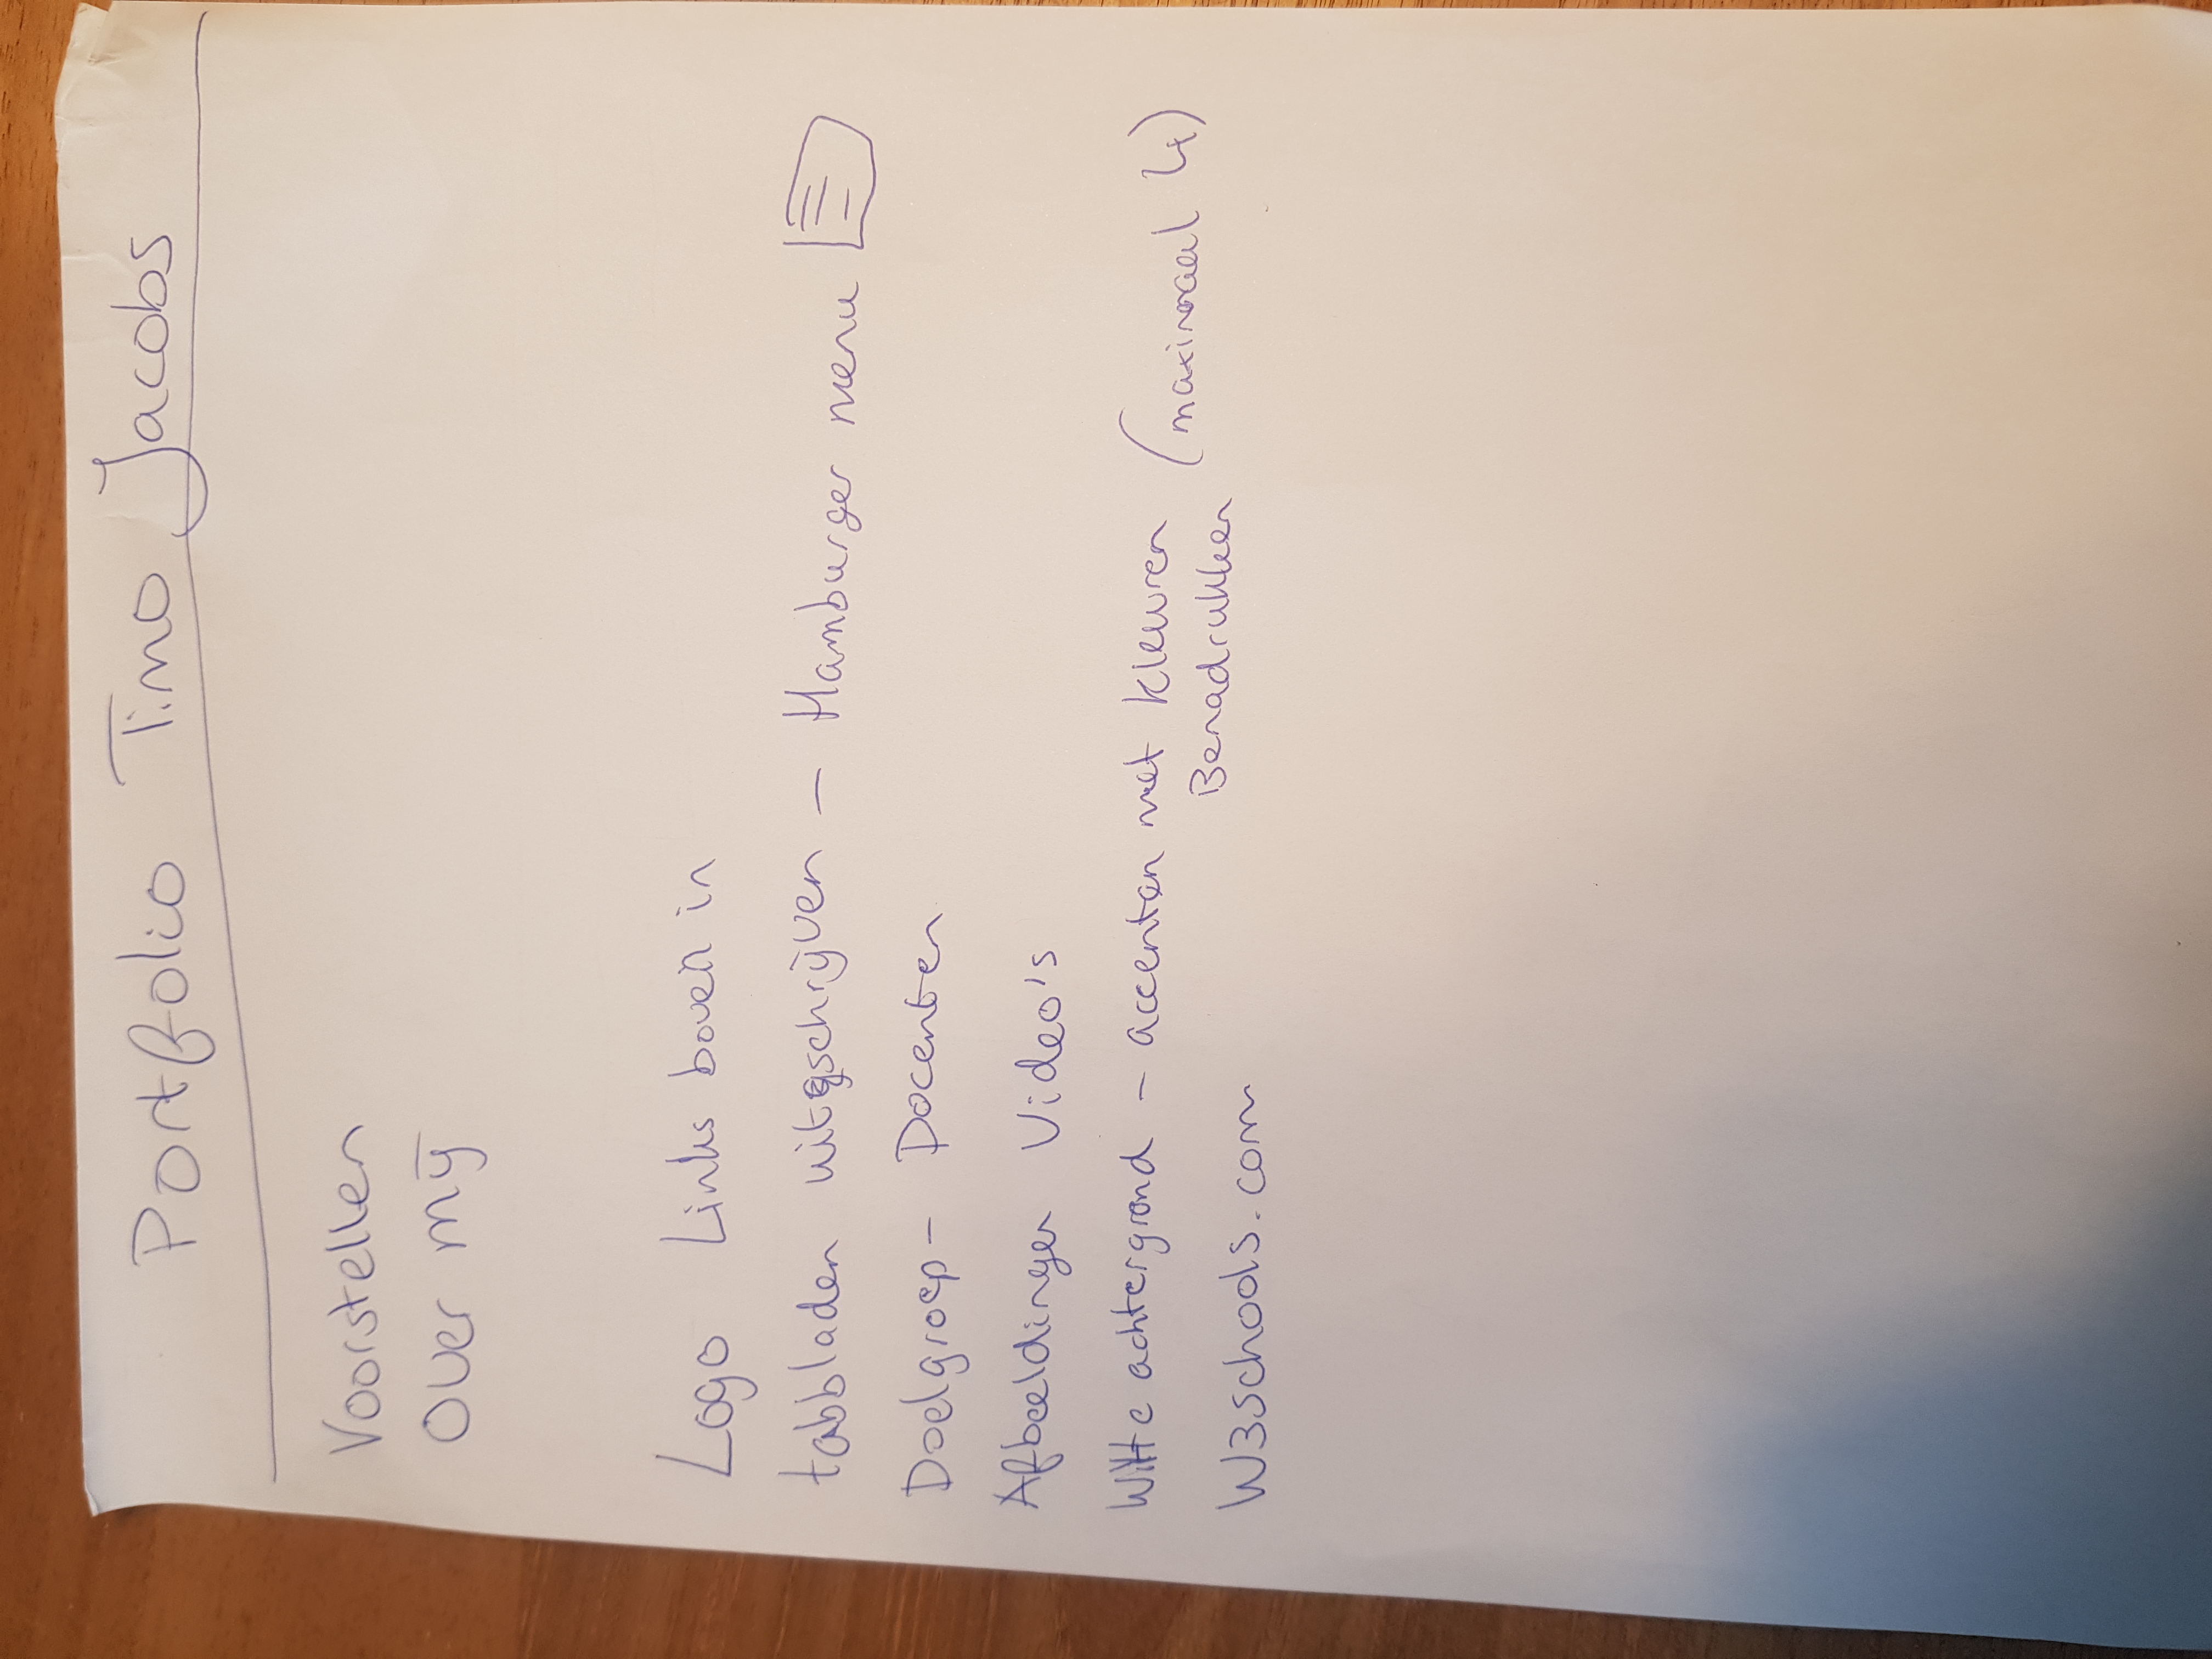 Portfolio Timo Jacobs
Voorstellen
Over mij
Logo Links boven in
tabbladen uitgschrijven - Hamburger menu
Doelgroep - Docenten
Afbeeldingen Video's
Witte achtergrond - accenten met kleuren (maximaal 4)
Benadrukken
W3schools.com